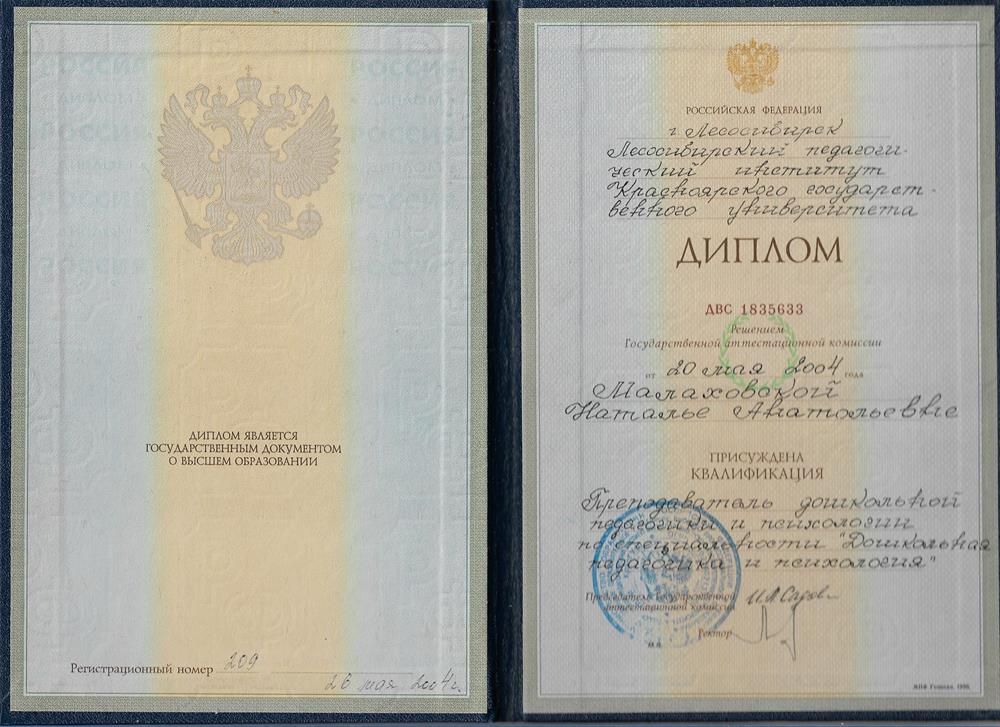 ДИПЛОМ ЯВЛЯЕТСЯ
ГОСУДАРСТВЕННЫМ ДОКУМЕНТОМ
О ВЫСШЕМ ОБРАЗОВАНИИ
Регистрационный номер 209
20 мая 2004 г.
РОССИЙСКАЯ ФЕДЕРАЦИЯ
г Лесосибирск
Лесосибирский педагоги-
ческий институт
Красноярского государст-
венного университета
ДИПЛОМ
ДВС 1835633
Решением
Государственной аттестационной комиссии
от 20 мая 2004 года
Малаховской
Наталье Анатольевне
ПРИСУЖДЕНА
КВАЛИФИКАЦИЯ
Преподаватель дошкольной
педагогики и психологии
по специальности "Дошкольная
педагогика и психология"
Председатель Государственной
аттестационной комиссии
Ректор
М.П.